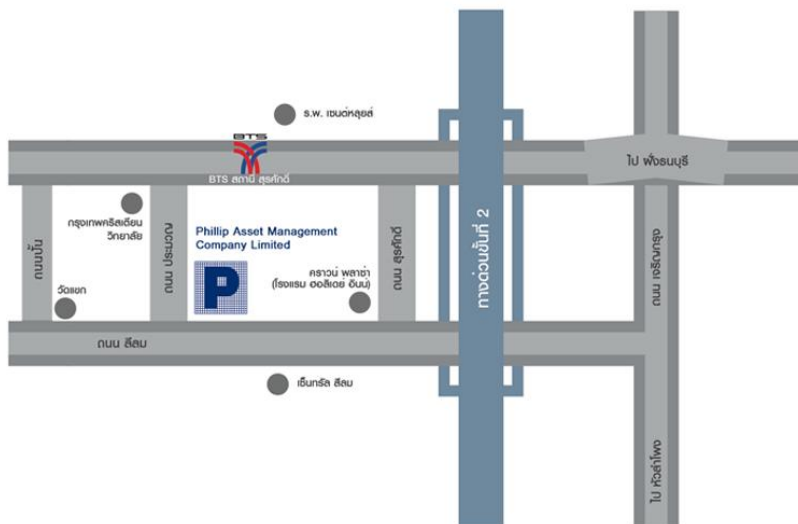 ร.พ. เซนต์หลุยส์
BTS
BTS สถานี สุรศักดิ์
ไป ฝั่งธนบุรี
กรุงเทพคริสเตียน
วิทยาลัย
ถนนปั้น
วัดแขก
ถนน ประมวญ
Phillip Asset Management
Company Limited
P
คราวน์ พลาซ่า
(โรงแรม ฮอลิเดย์ อินน์)
ถนน สุรศักดิ์
ทางด่วนขั้นที่ 2
ถนน เจริญกรุง
ถนน สีลม
เซ็นทรัล สีลม
ไป หัวลำโพง